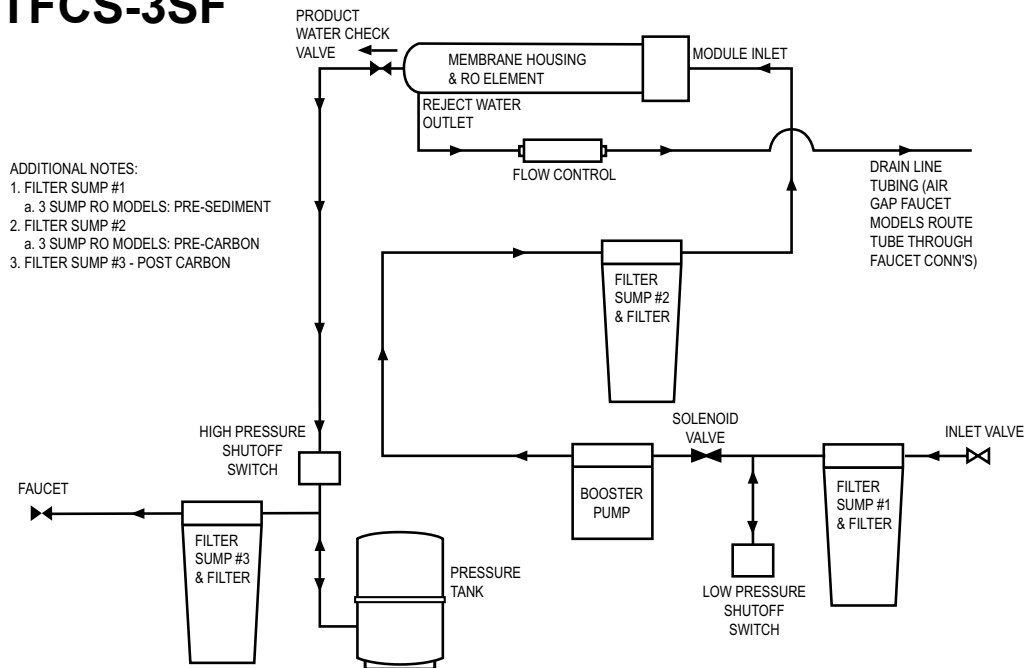 TFCS-3SF
PRODUCT
WATER CHECK
VALVE
MEMBRANE HOUSING
& RO ELEMENT
MODULE INLET
REJECT WATER
OUTLET
FLOW CONTROL
DRAIN LINE
TUBING (AIR
GAP FAUCET
MODELS ROUTE
TUBE THROUGH
FAUCET CONN'S)
ADDITIONAL NOTES:
1. FILTER SUMP #1
a. 3 SUMP RO MODELS: PRE-SEDIMENT
2. FILTER SUMP #2
a. 3 SUMP RO MODELS: PRE-CARBON
3. FILTER SUMP #3 - POST CARBON
FILTER
SUMP #2
& FILTER
HIGH PRESSURE
SHUTOFF
SWITCH
SOLENOID
VALVE
INLET VALVE
FAUCET
BOOSTER
PUMP
FILTER
SUMP #1
& FILTER
FILTER
SUMP #3
& FILTER
PRESSURE
TANK
LOW PRESSURE
SHUTOFF
SWITCH